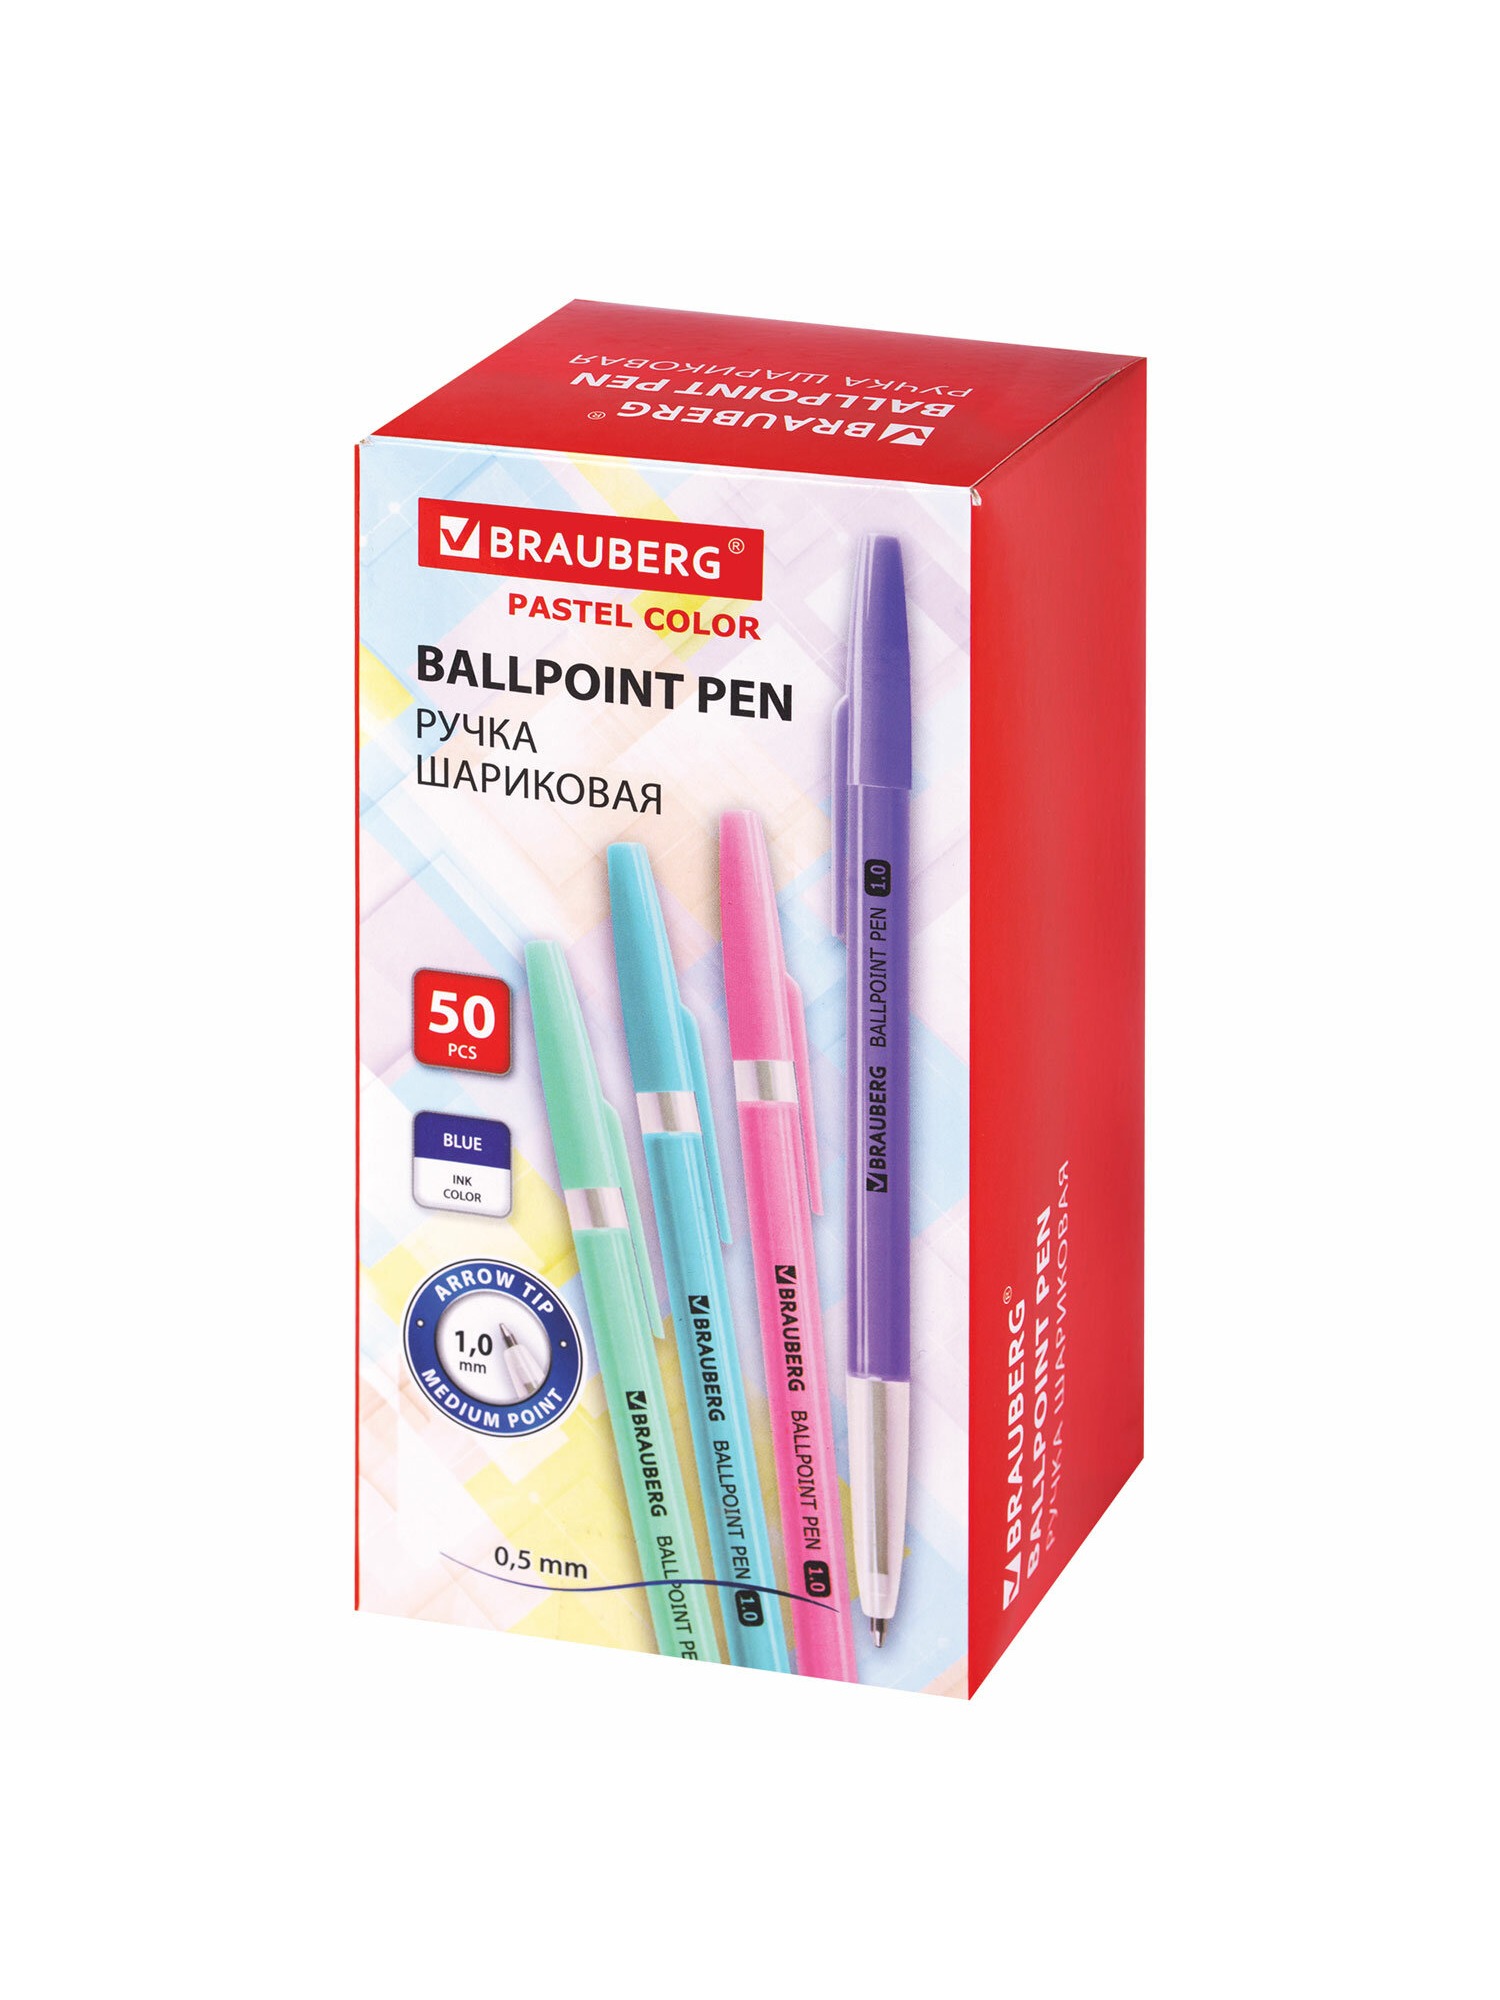 РУЧКА ШАРИКОВАЯ
BALLPOINT PEN
BRAUBERG®
BRAUBERG®
PASTEL COLOR
BALLPOINT PEN
РУЧКА
ШАРИКОВАЯ
50
PCS
BLUE
INK
COLOR
ARROW TIP
1,0
mm
MEDIUM POINT
0,5 mm
BRAUBERG BALLPOINT PE
BRAUBERG BALLPOINT PEN 1.0
BRAUBERG BALLPOINT PEN 1.0
BRAUBERG BALLPOINT PEN 1.0
BRAUBERG®
BALLPOINT PEN
РУЧКА ШАРИКОВАЯ